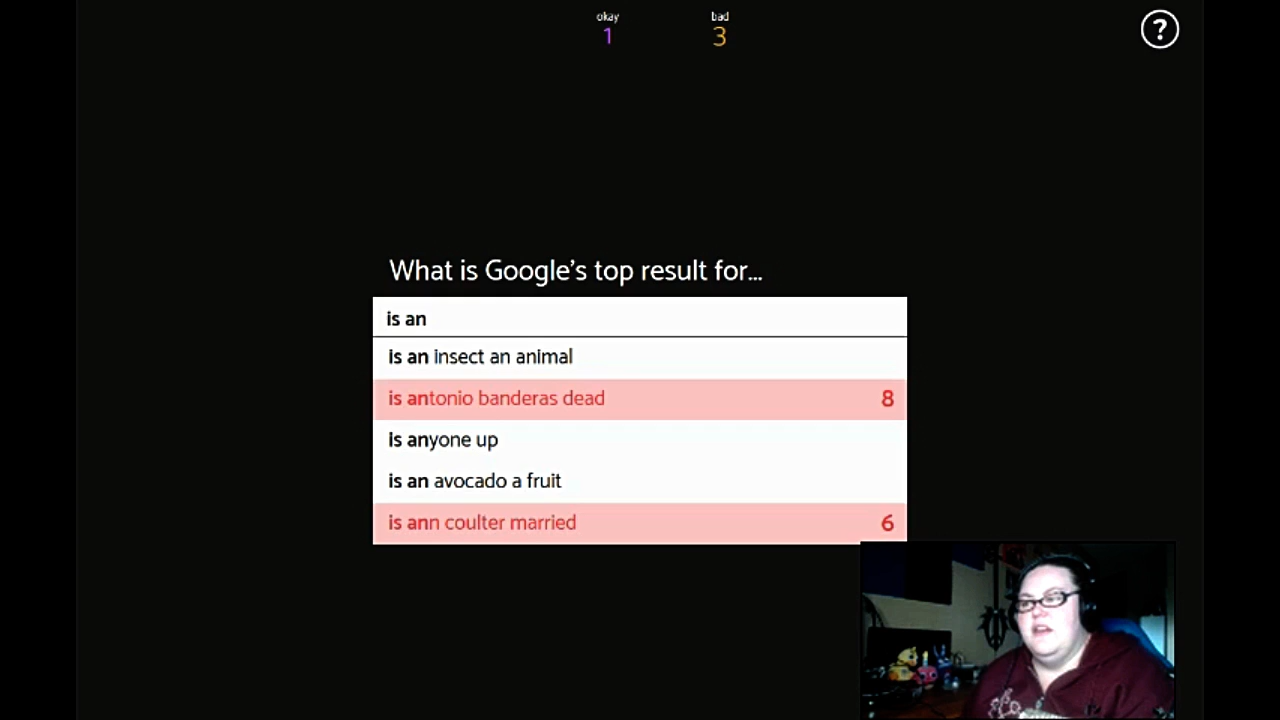 okay
1
bad
3
?
What is Google's top result for...
is an
is an insect an animal
is antonio banderas dead 8
is anyone up
is an avocado a fruit
is ann coulter married 6